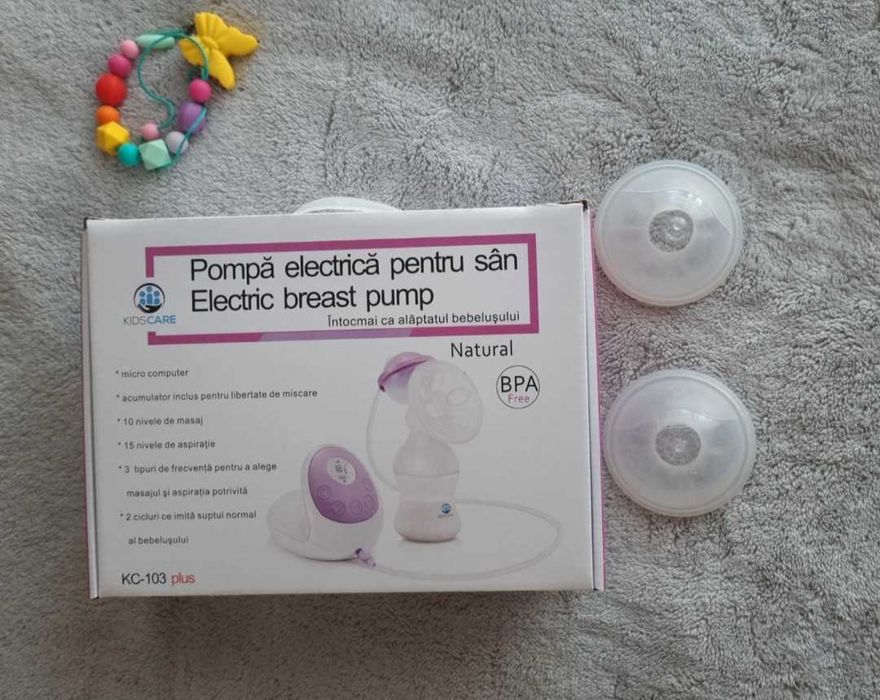 Pompă electrică pentru sân
Electric breast pump
KIDSCARE
Întocmai ca alăptatul bebelușului
Natural
BPA
Free
* micro computer
* acumulator inclus pentru libertate de miscare
* 10 nivele de masaj
* 15 nivele de aspirație
* 3 tipuri de frecvență pentru a alege
masajul și aspirația potrivită
* 2 cicluri ce imită suptul normal
al bebelușului
KC-103 plus